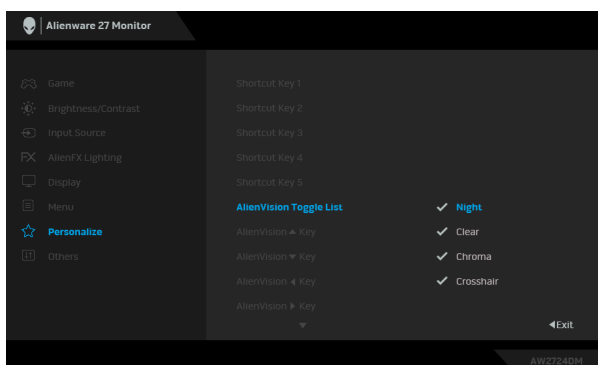 Alienware 27 Monitor
Game
Brightness/Contrast
Input Source
FX AlienFX Lighting
Display
Menu
Personalize
Others
Shortcut Key 1
Shortcut Key 2
Shortcut Key 3
Shortcut Key 4
Shortcut Key 5
AlienVision Toggle List
AlienVision ▲ Key
AlienVision ▼ Key
AlienVision ◀ Key
AlienVision ▶ Key
▼
✓ Night
✓ Clear
✓ Chroma
✓ Crosshair
◀Exit
AW2724DM